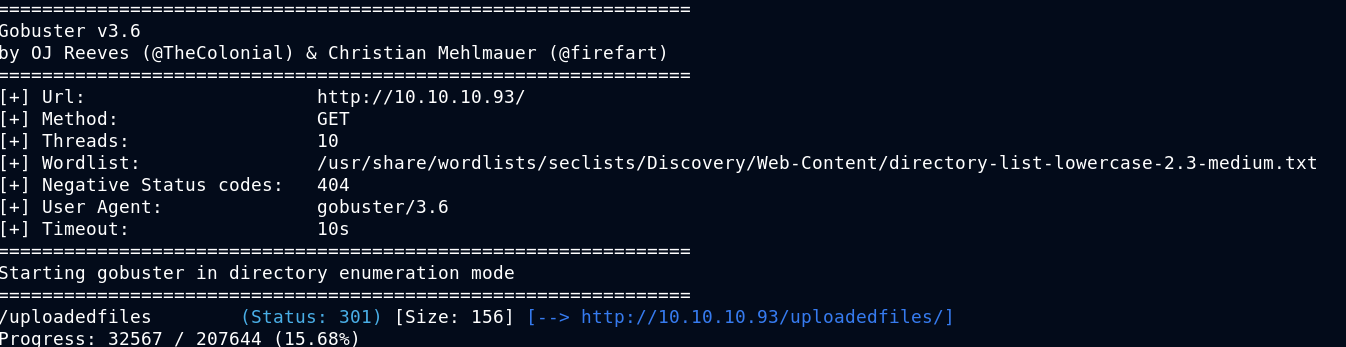 ===============================================================
Gobuster v3.6
by OJ Reeves (@TheColonial) & Christian Mehlmauer (@firefart)
===============================================================
[+] Url:                     http://10.10.10.93/
[+] Method:                  GET
[+] Threads:                 10
[+] Wordlist:                /usr/share/wordlists/seclists/Discovery/Web-Content/directory-list-lowercase-2.3-medium.txt
[+] Negative Status codes:   404
[+] User Agent:              gobuster/3.6
[+] Timeout:                 10s
===============================================================
Starting gobuster in directory enumeration mode
===============================================================
/uploadedfiles        (Status: 301) [Size: 156] [--> http://10.10.10.93/uploadedfiles/]
Progress: 32567 / 207644 (15.68%)